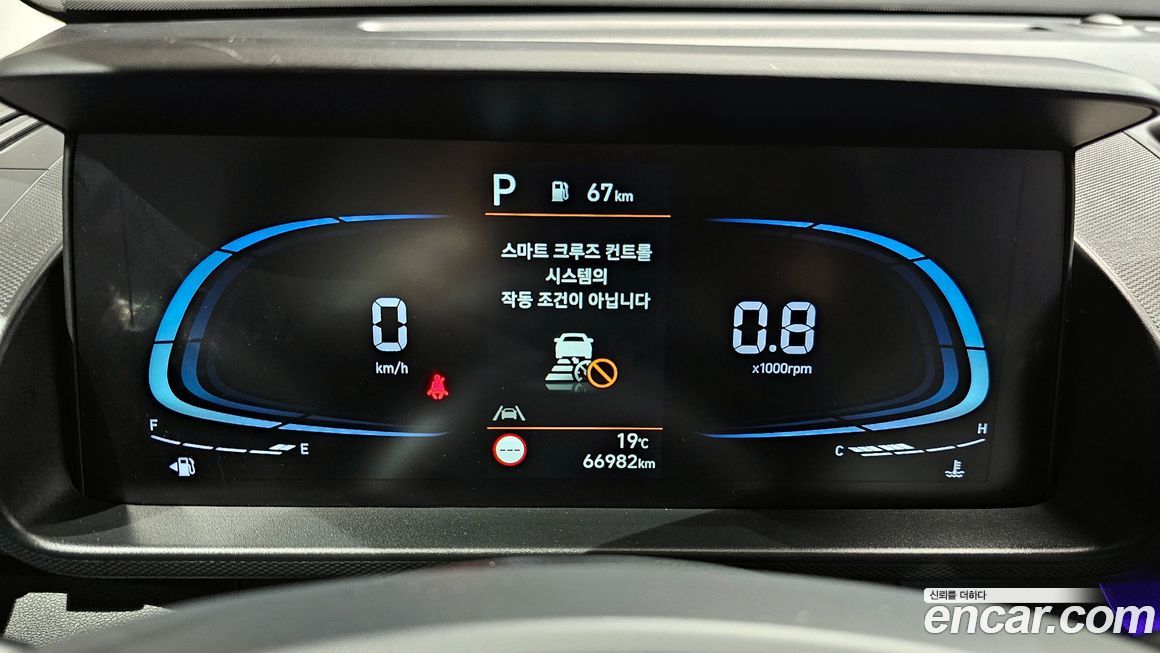 P 67km
스마트 크루즈 컨트롤
시스템의
작동 조건이 아닙니다
0
km/h
0.8
x1000rpm
F
E
C
H
---
19℃
66982km
신뢰를 더하다
encar.com